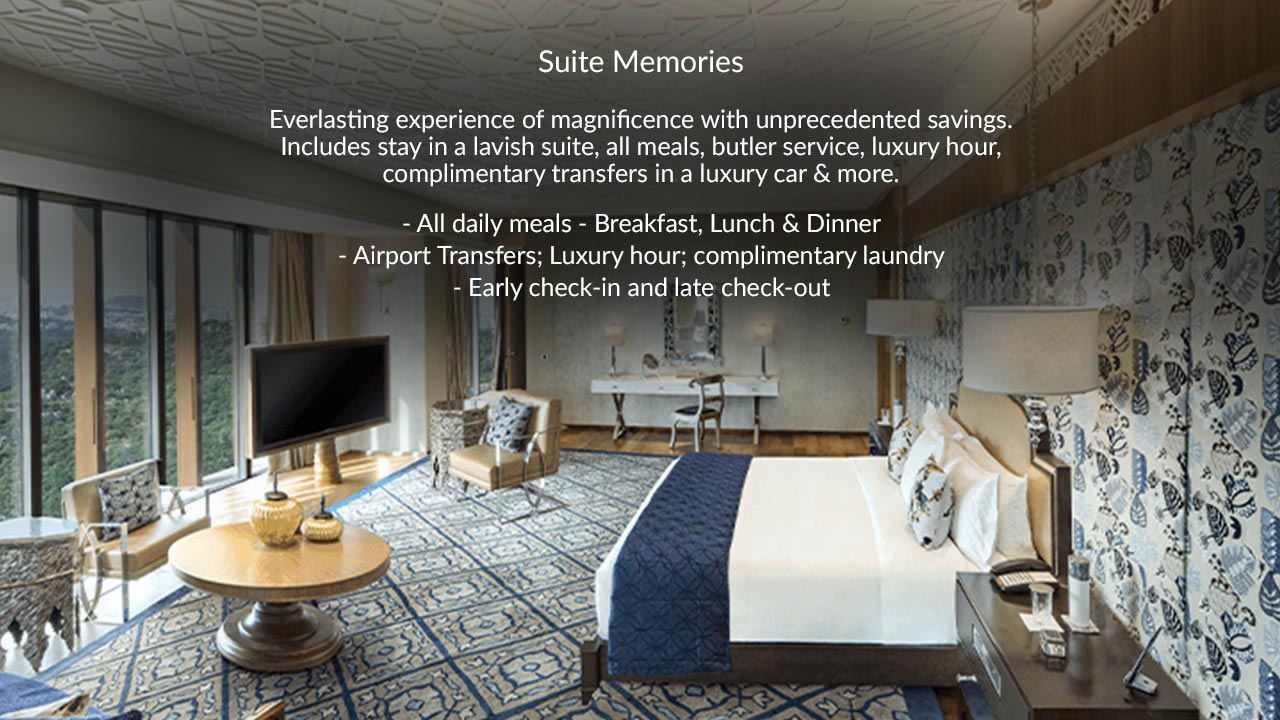 Suite Memories
Everlasting experience of magnificence with unprecedented savings.
Includes stay in a lavish suite, all meals, butler service, luxury hour,
complimentary transfers in a luxury car & more.
- All daily meals - Breakfast, Lunch & Dinner
- Airport Transfers; Luxury hour; complimentary laundry
- Early check-in and late check-out